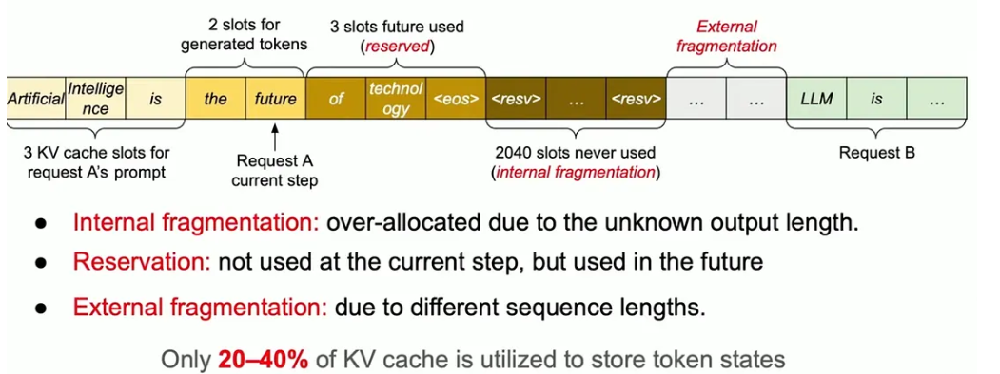 2 slots for
generated tokens
3 slots future used
(reserved)
External
fragmentation
Artificial
Intellige
nce
is
the
future
of
technol
ogy
<eos>
<resv>
...
<resv>
...
...
LLM
is
...
3 KV cache slots for
request A's prompt
Request A
current step
2040 slots never used
(internal fragmentation)
Request B
● Internal fragmentation: over-allocated due to the unknown output length.
● Reservation: not used at the current step, but used in the future
● External fragmentation: due to different sequence lengths.
Only 20–40% of KV cache is utilized to store token states